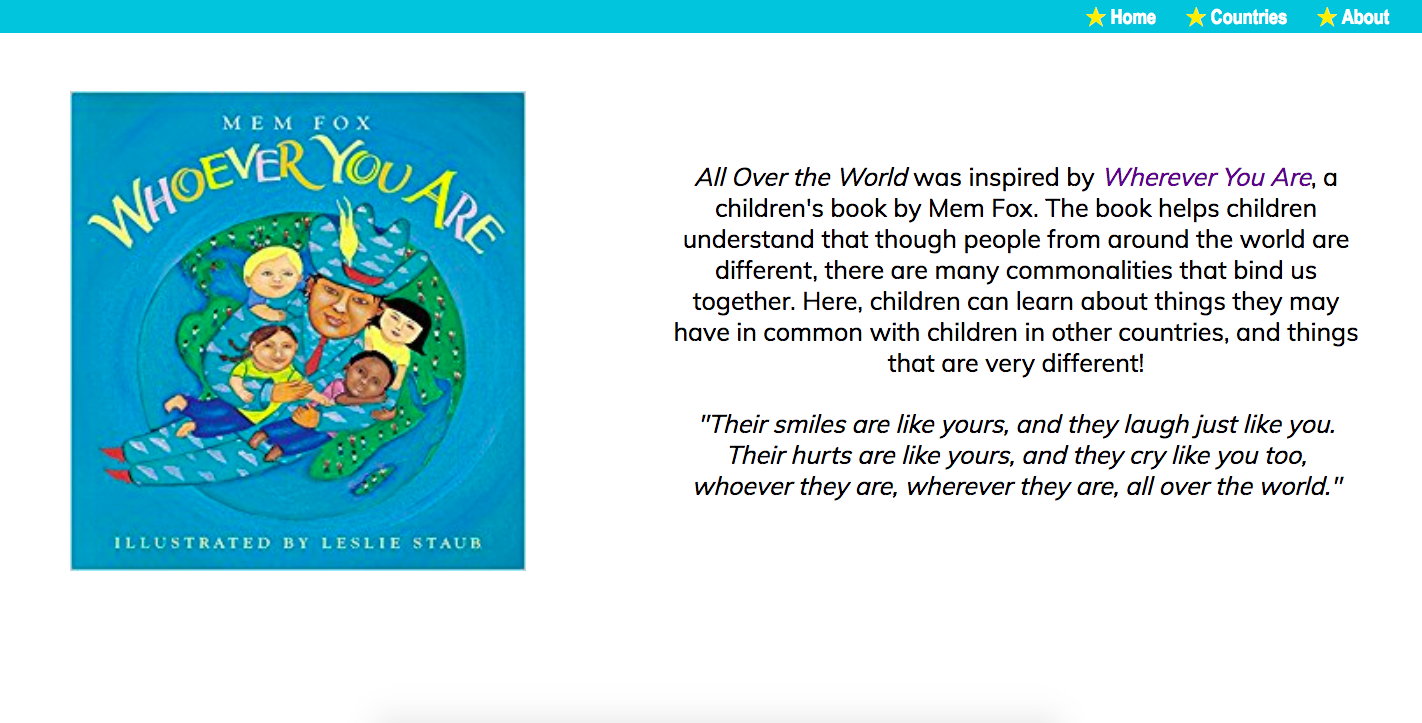 Home Countries About
MEM FOX
WHOEVER YOU ARE
ILLUSTRATED BY LESLIE STAUB
All Over the World was inspired by Wherever You Are, a
children's book by Mem Fox. The book helps children
understand that though people from around the world are
different, there are many commonalities that bind us
together. Here, children can learn about things they may
have in common with children in other countries, and things
that are very different!
"Their smiles are like yours, and they laugh just like you.
Their hurts are like yours, and they cry like you too,
whoever they are, wherever they are, all over the world."